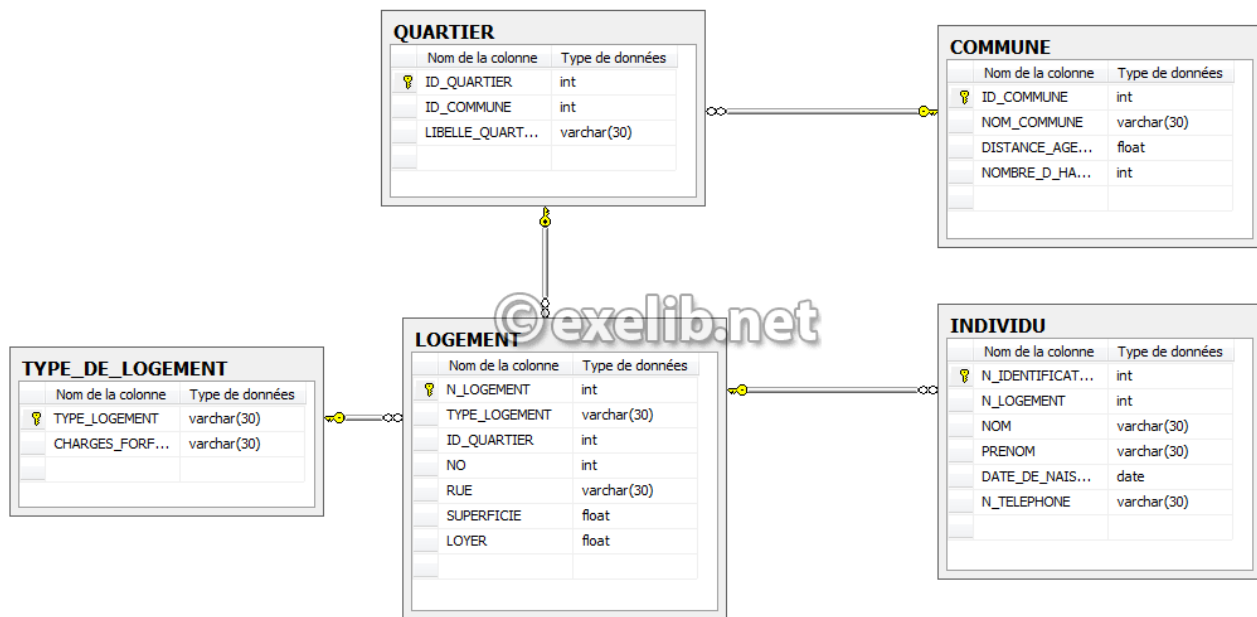 QUARTIER
Nom de la colonne Type de données
ID_QUARTIER int
ID_COMMUNE int
LIBELLE_QUART... varchar(30)
COMMUNE
Nom de la colonne Type de données
ID_COMMUNE int
NOM_COMMUNE varchar(30)
DISTANCE_AGE... float
NOMBRE_D_HA... int
©exelib.net
TYPE_DE_LOGEMENT
Nom de la colonne Type de données
TYPE_LOGEMENT varchar(30)
CHARGES_FORF... varchar(30)
LOGEMENT
Nom de la colonne Type de données
N_LOGEMENT int
TYPE_LOGEMENT varchar(30)
ID_QUARTIER int
NO int
RUE varchar(30)
SUPERFICIE float
LOYER float
INDIVIDU
Nom de la colonne Type de données
N_IDENTIFICAT... int
N_LOGEMENT int
NOM varchar(30)
PRENOM varchar(30)
DATE_DE_NAIS... date
N_TELEPHONE varchar(30)